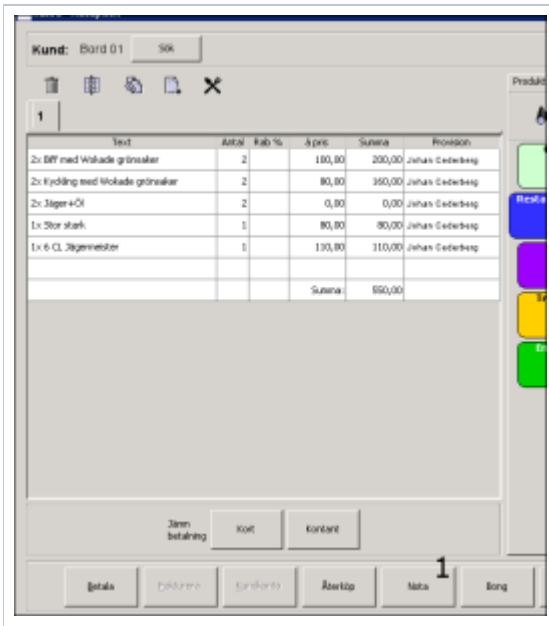 Kund: Bord 01 Sök
Produkt
1
Text Antal Rab % à pris Summa Provision
2x Biff med Wokade grönsaker 2 100,00 200,00 Johan Cederberg
2x Kyckling med Wokade grönsaker 2 80,00 160,00 Johan Cederberg
2x Jäger+Öl 2 0,00 0,00 Johan Cederberg
1x Stor stark 1 80,00 80,00 Johan Cederberg
1x 6 CL Jägermeister 1 110,00 110,00 Johan Cederberg
Summa: 550,00
Resta
Jämn
betalning Kort Kontant
Betala Återköp Nota 1 Bong